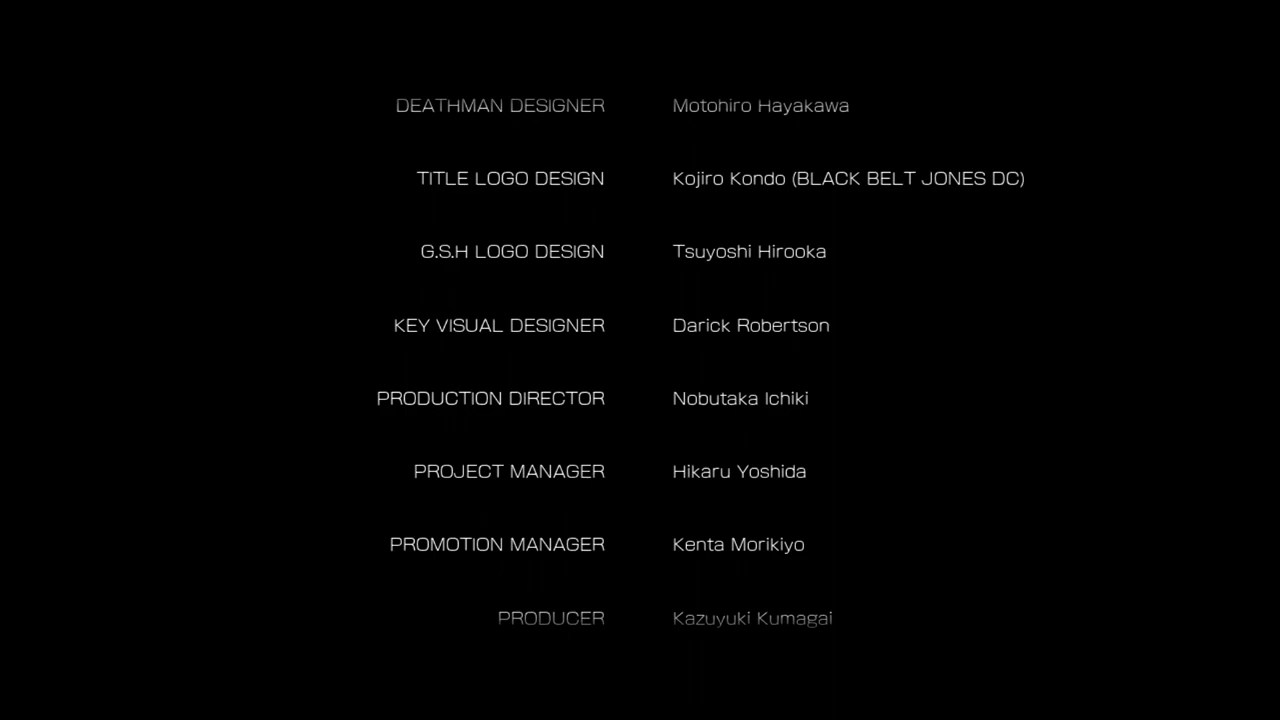 DEATHMAN DESIGNER Motohiro Hayakawa
TITLE LOGO DESIGN Kojiro Kondo (BLACK BELT JONES DC)
G.S.H LOGO DESIGN Tsuyoshi Hirooka
KEY VISUAL DESIGNER Darick Robertson
PRODUCTION DIRECTOR Nobutaka Ichiki
PROJECT MANAGER Hikaru Yoshida
PROMOTION MANAGER Kenta Morikiyo
PRODUCER Kazuyuki Kumagai